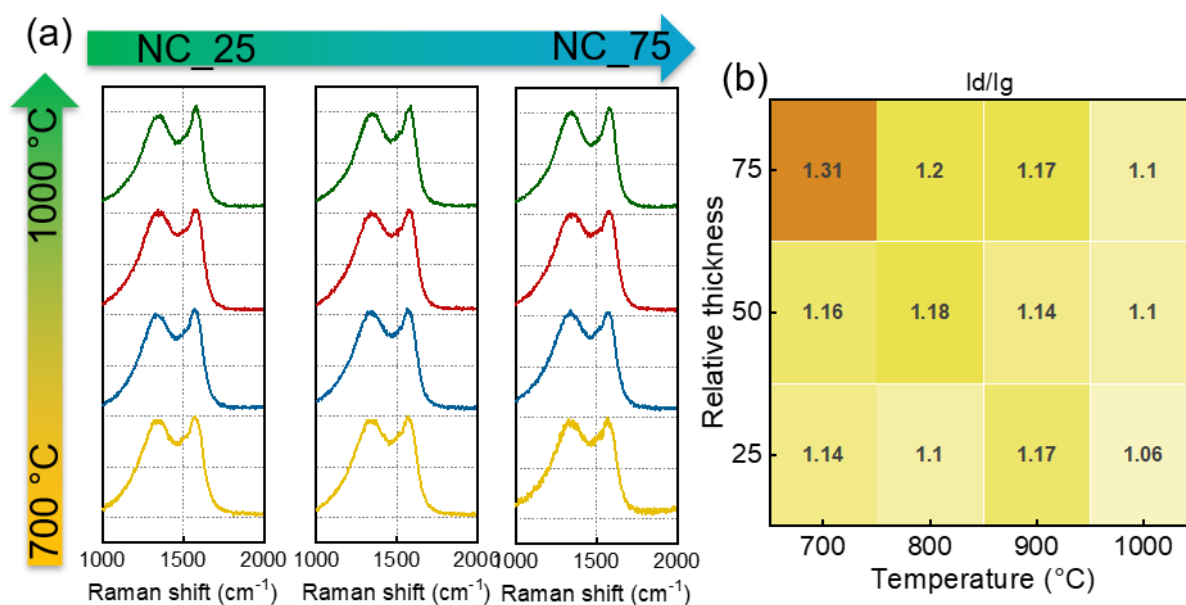 (a)
NC_25
NC_75
1000 °C
700 °C
1000 1500 2000
1000 1500 2000
1000 1500 2000
Raman shift (cm⁻¹)
Raman shift (cm⁻¹)
Raman shift (cm⁻¹)
(b)
Id/Ig
Relative thickness
75
1.31 1.2 1.17 1.1
50
1.16 1.18 1.14 1.1
25
1.14 1.1 1.17 1.06
700 800 900 1000
Temperature (°C)